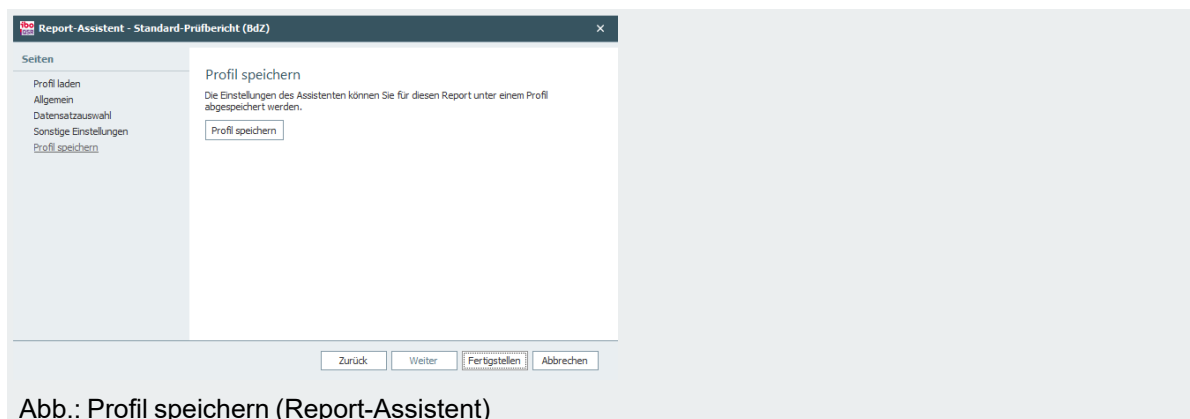 ibo QSR Report-Assistent - Standard-Prüfbericht (BdZ)
Seiten
Profil laden
Allgemein
Datensatzauswahl
Sonstige Einstellungen
Profil speichern
Profil speichern
Die Einstellungen des Assistenten können Sie für diesen Report unter einem Profil
abgespeichert werden.
Profil speichern
Zurück Weiter Fertigstellen Abbrechen
Abb.: Profil speichern (Report-Assistent)